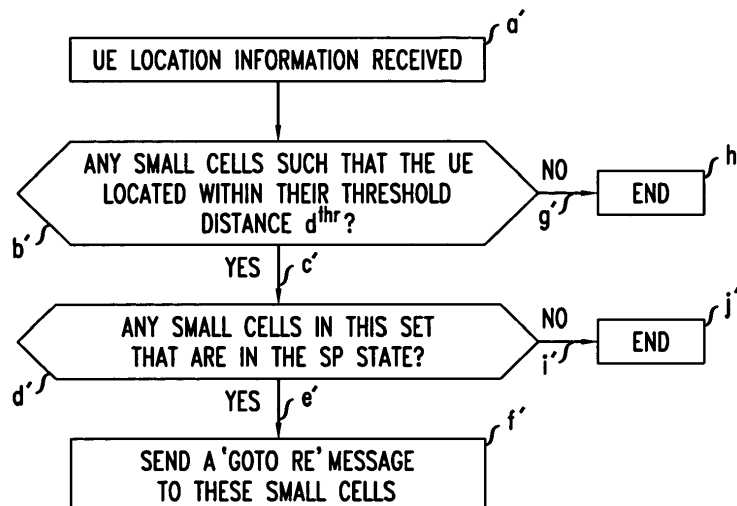 a'
UE LOCATION INFORMATION RECEIVED
ANY SMALL CELLS SUCH THAT THE UE
LOCATED WITHIN THEIR THRESHOLD
DISTANCE d^thr?
b'
NO
g'
END
h
YES
c'
ANY SMALL CELLS IN THIS SET
THAT ARE IN THE SP STATE?
d'
NO
i'
END
j'
YES
e'
f'
SEND A 'GOTO RE' MESSAGE
TO THESE SMALL CELLS